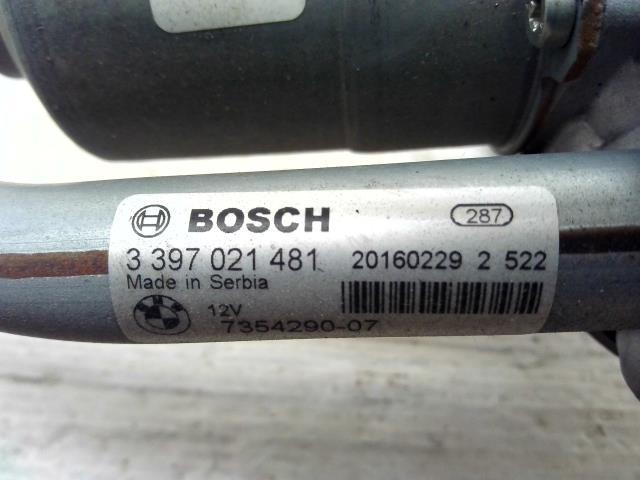 BOSCH 287
3 397 021 481 20160229 2 522
Made in Serbia
12V
7354290-07